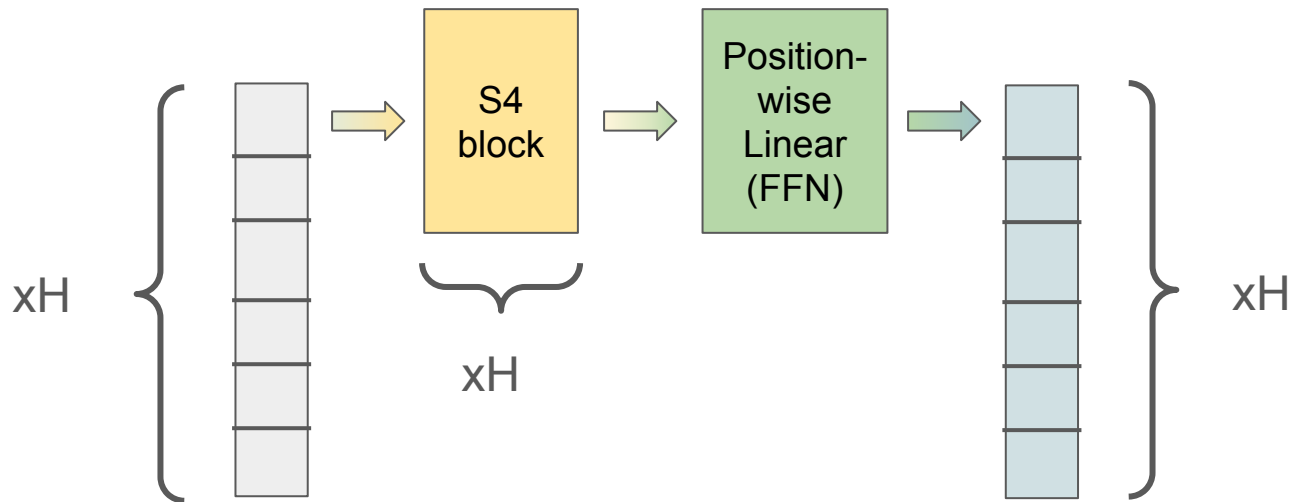 S4
block
Position-
wise
Linear
(FFN)
xH
xH
xH